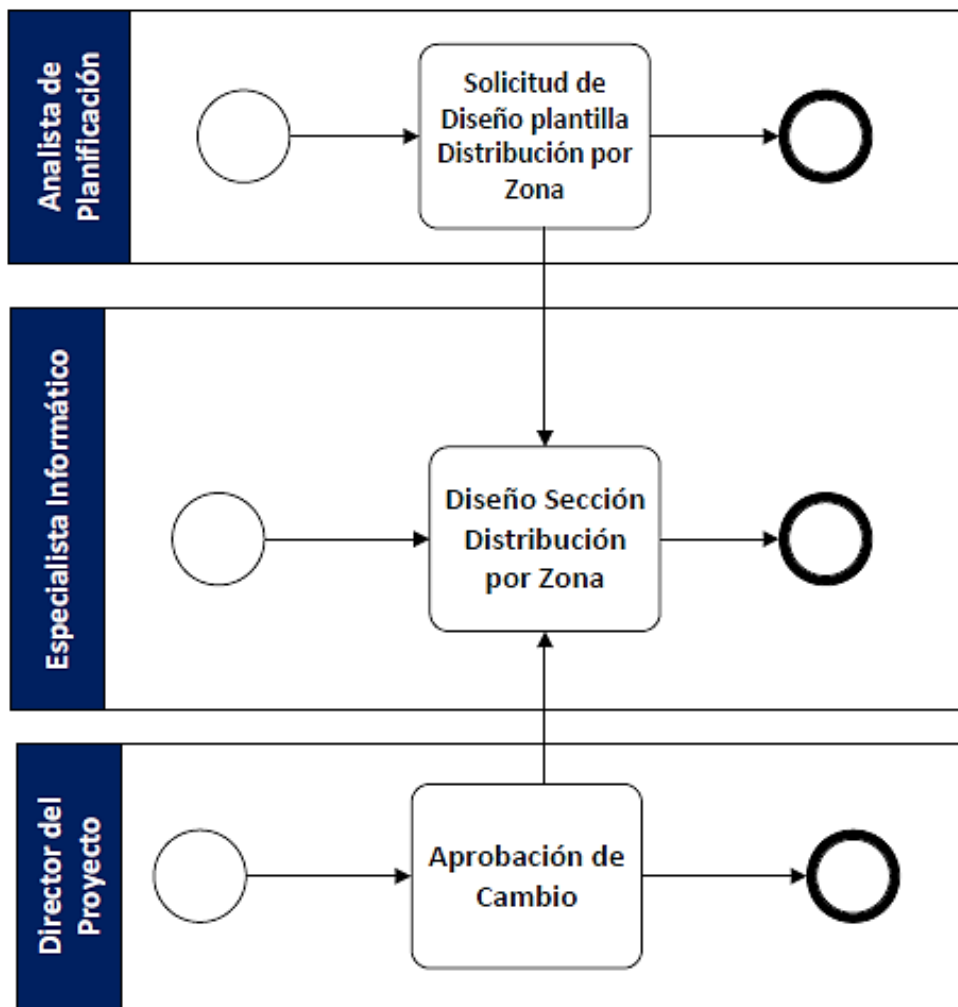 Analista de
Planificación
Solicitud de
Diseño plantilla
Distribución por
Zona
Especialista Informático
Diseño Sección
Distribución
por Zona
Director del
Proyecto
Aprobación de
Cambio